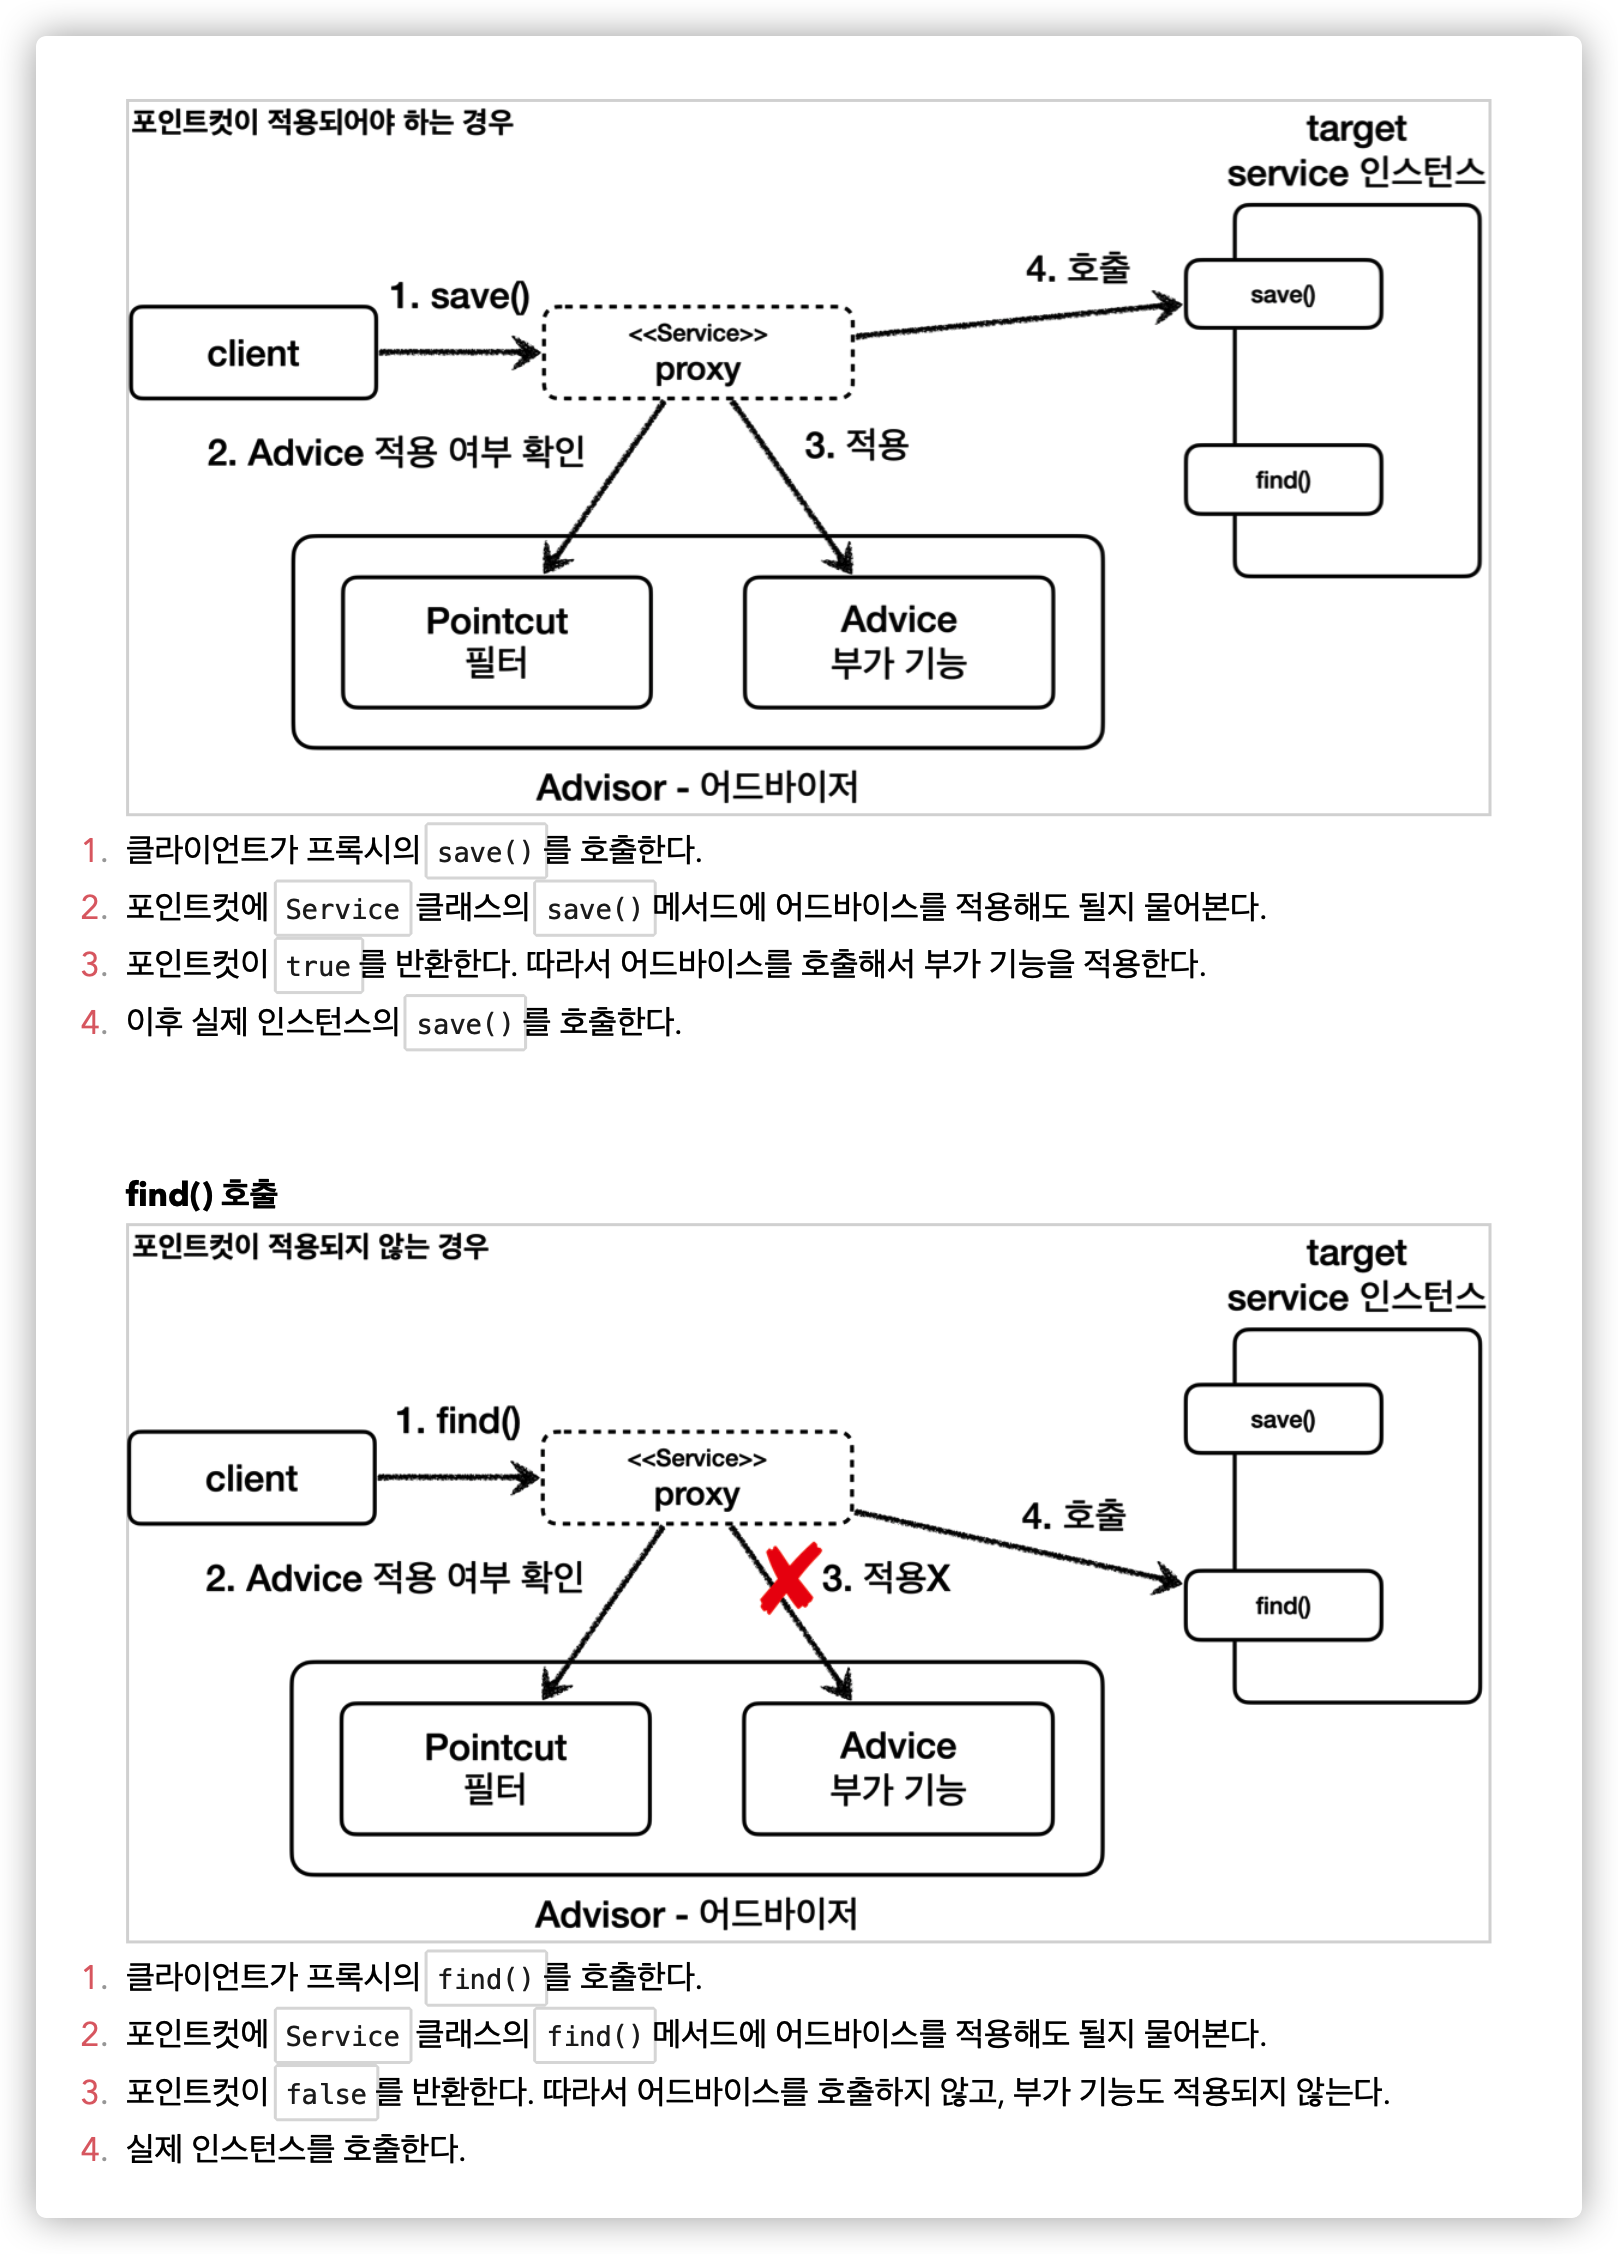 포인트컷이 적용되어야 하는 경우
target
service 인스턴스
4. 호출
save()
1. save()
client
<<Service>>
proxy
2. Advice 적용 여부 확인
3. 적용
find()
Pointcut
필터
Advice
부가 기능
Advisor - 어드바이저
1. 클라이언트가 프록시의 save() 를 호출한다.
2. 포인트컷에 Service 클래스의 save() 메서드에 어드바이스를 적용해도 될지 물어본다.
3. 포인트컷이 true 를 반환한다. 따라서 어드바이스를 호출해서 부가 기능을 적용한다.
4. 이후 실제 인스턴스의 save() 를 호출한다.
find() 호출
포인트컷이 적용되지 않는 경우
target
service 인스턴스
save()
1. find()
client
<<Service>>
proxy
4. 호출
2. Advice 적용 여부 확인
3. 적용X
find()
Pointcut
필터
Advice
부가 기능
Advisor - 어드바이저
1. 클라이언트가 프록시의 find() 를 호출한다.
2. 포인트컷에 Service 클래스의 find() 메서드에 어드바이스를 적용해도 될지 물어본다.
3. 포인트컷이 false 를 반환한다. 따라서 어드바이스를 호출하지 않고, 부가 기능도 적용되지 않는다.
4. 실제 인스턴스를 호출한다.